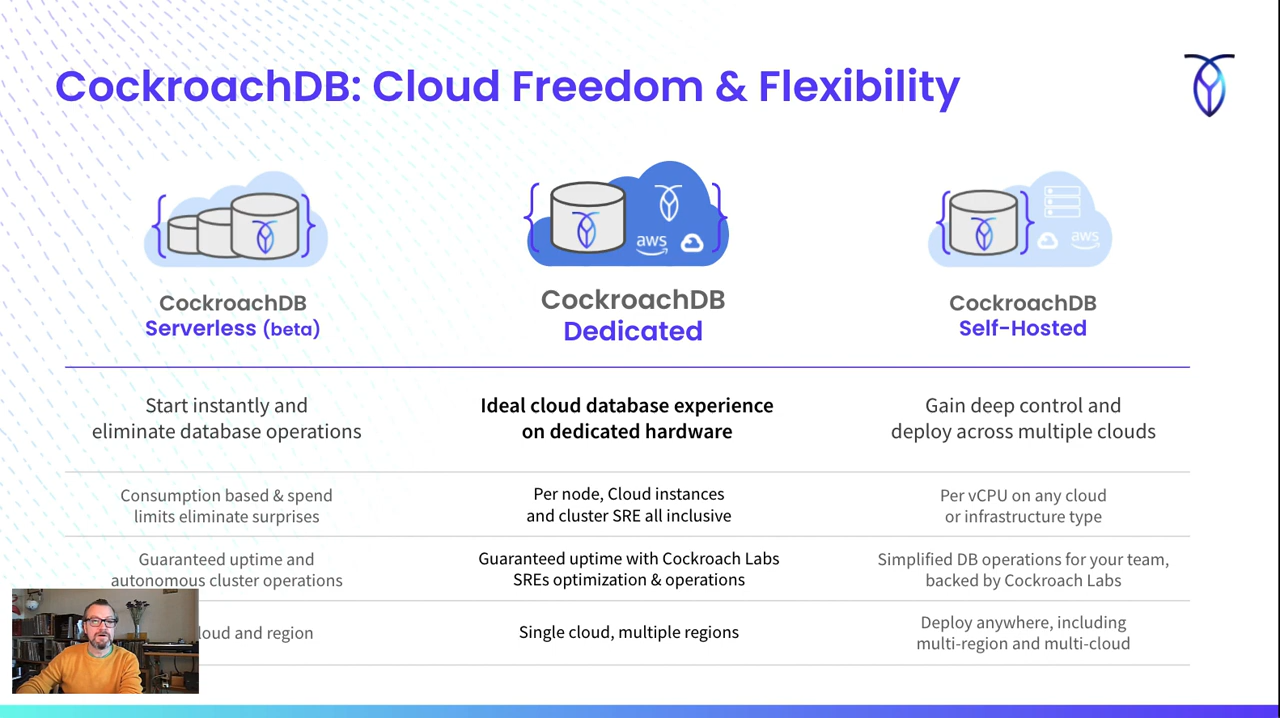 CockroachDB: Cloud Freedom & Flexibility
aws
aws
CockroachDB
Serverless (beta)
CockroachDB
Dedicated
CockroachDB
Self-Hosted
Start instantly and
eliminate database operations
Ideal cloud database experience
on dedicated hardware
Gain deep control and
deploy across multiple clouds
Consumption based & spend
limits eliminate surprises
Per node, Cloud instances
and cluster SRE all inclusive
Per vCPU on any cloud
or infrastructure type
Guaranteed uptime and
autonomous cluster operations
Guaranteed uptime with Cockroach Labs
SREs optimization & operations
Simplified DB operations for your team,
backed by Cockroach Labs
and region
Single cloud, multiple regions
Deploy anywhere, including
multi-region and multi-cloud